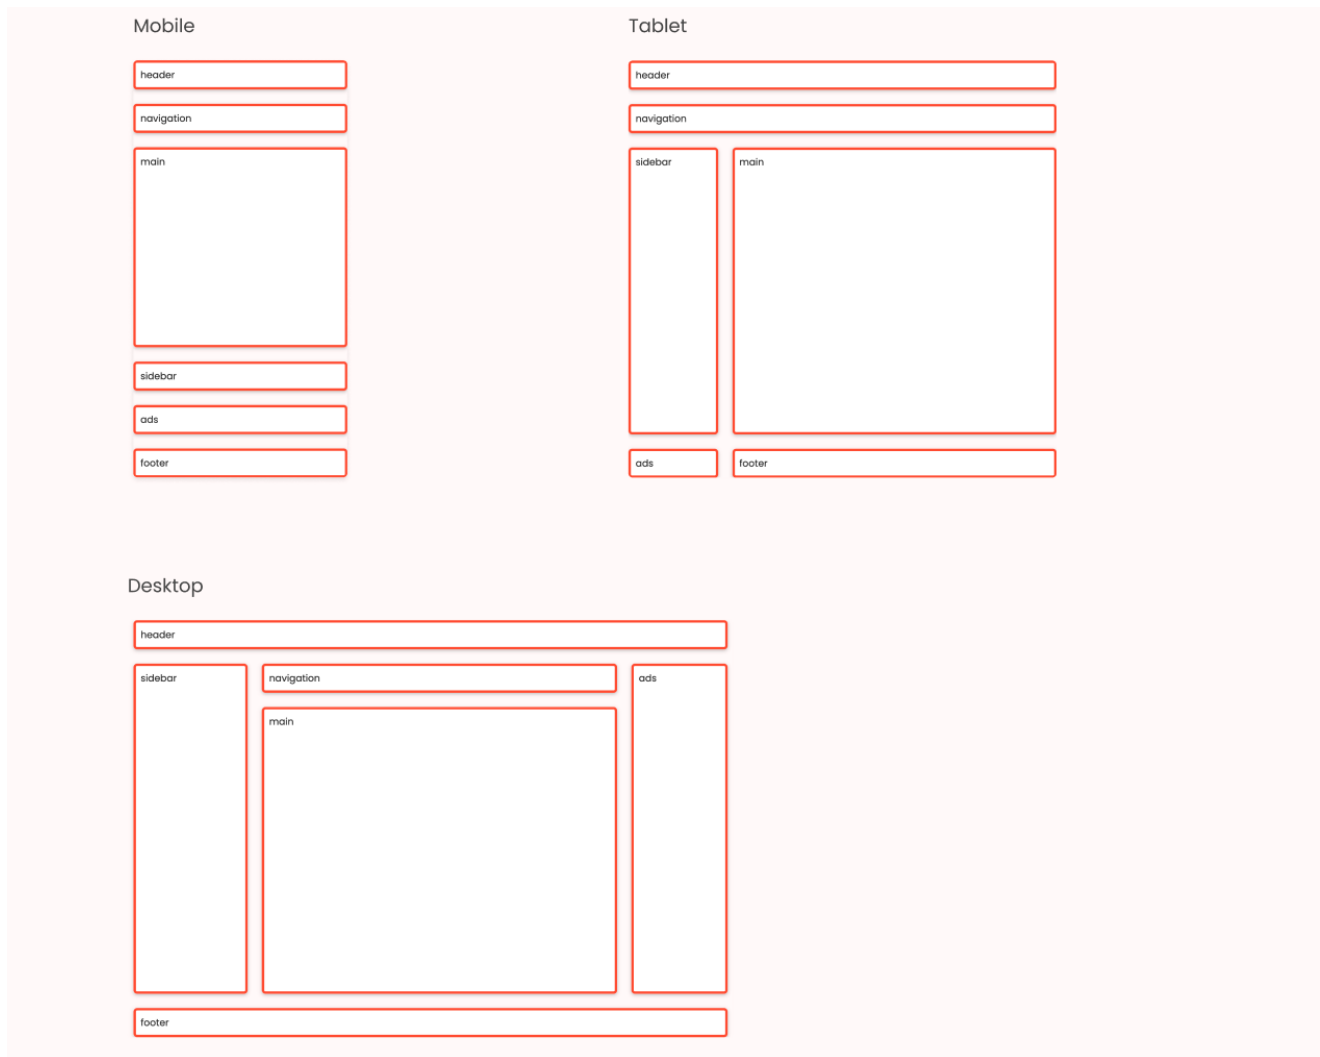 Mobile
header
navigation
main
sidebar
ads
footer
Tablet
header
navigation
sidebar
main
ads
footer
Desktop
header
sidebar
navigation
ads
main
footer